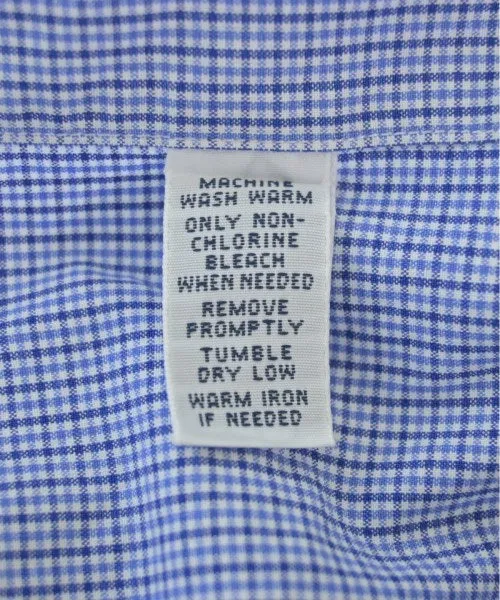 MACHINE
WASH WARM
ONLY NON-
CHLORINE
BLEACH
WHEN NEEDED
REMOVE
PROMPTLY
TUMBLE
DRY LOW
WARM IRON
IF NEEDED